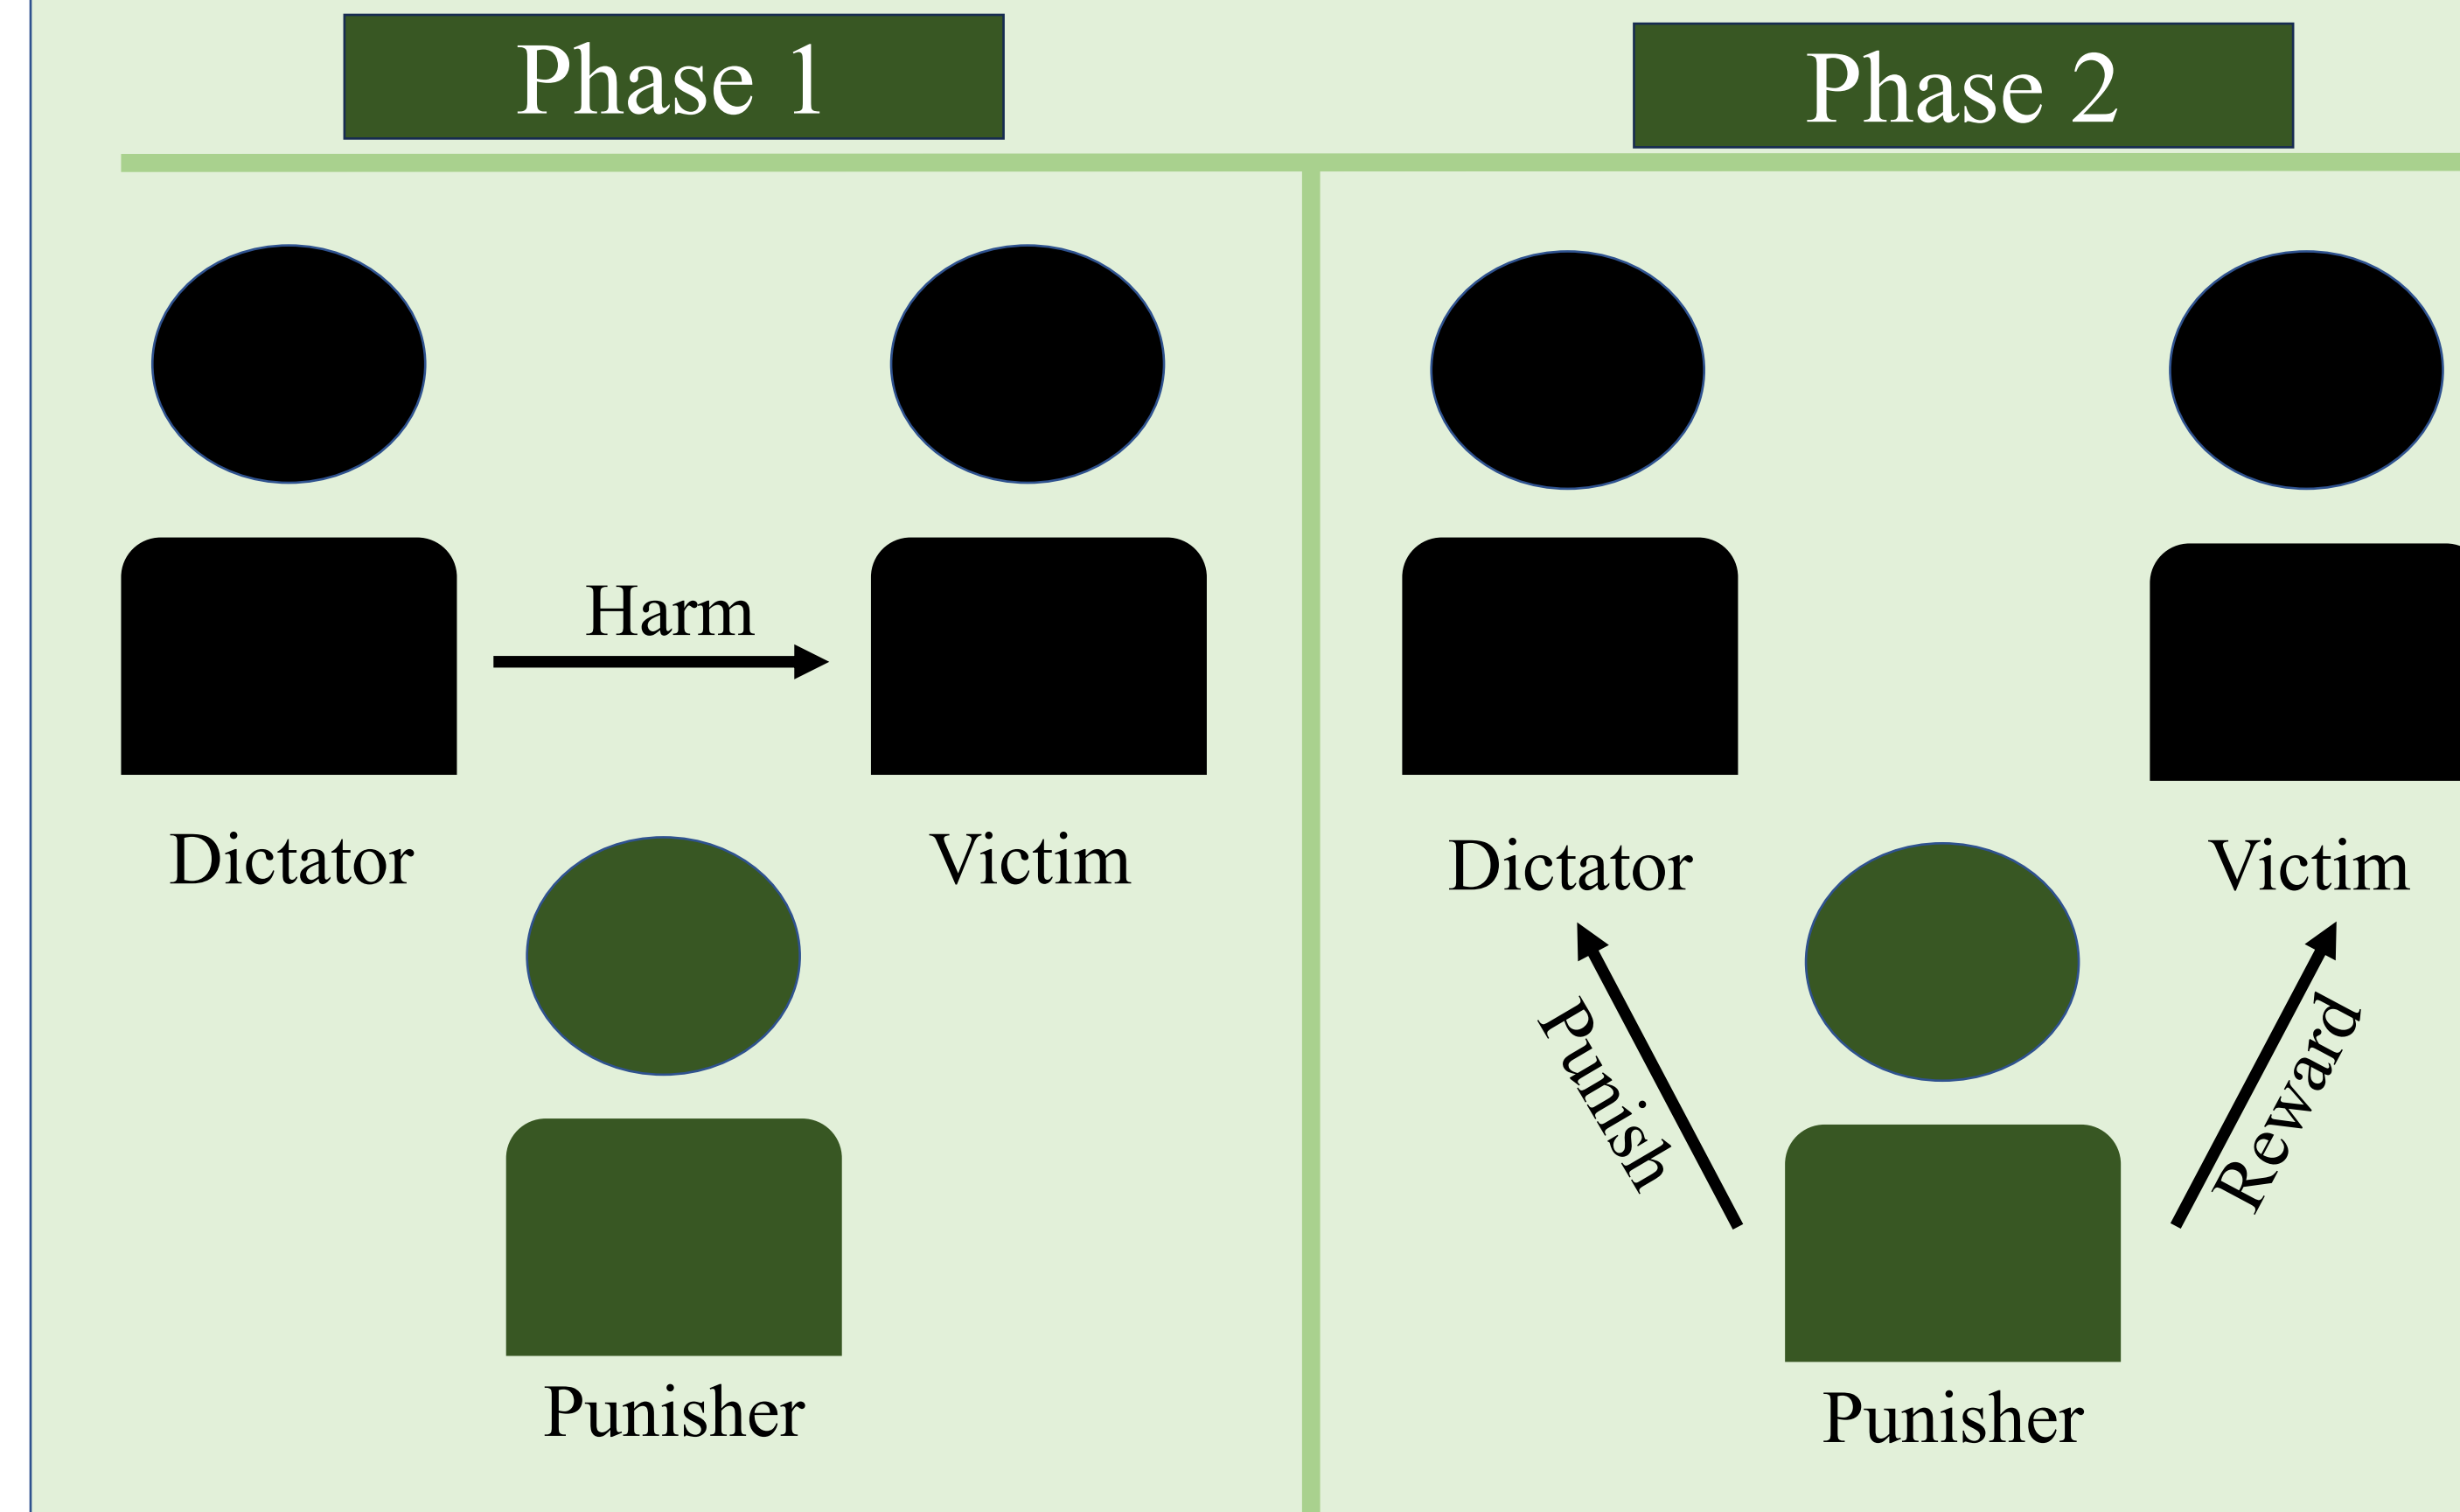 Phase 1
Phase 2
Harm
Dictator
Victim
Punisher
Dictator
Victim
Punish
Reward
Punisher